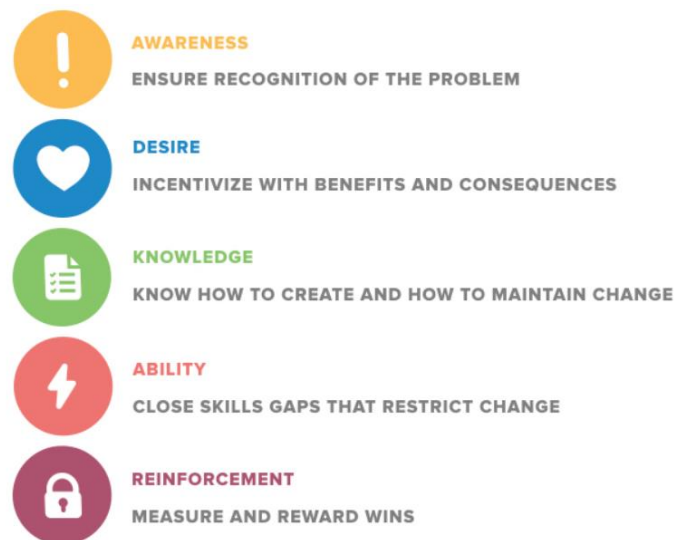 AWARENESS
ENSURE RECOGNITION OF THE PROBLEM
DESIRE
INCENTIVIZE WITH BENEFITS AND CONSEQUENCES
KNOWLEDGE
KNOW HOW TO CREATE AND HOW TO MAINTAIN CHANGE
ABILITY
CLOSE SKILLS GAPS THAT RESTRICT CHANGE
REINFORCEMENT
MEASURE AND REWARD WINS